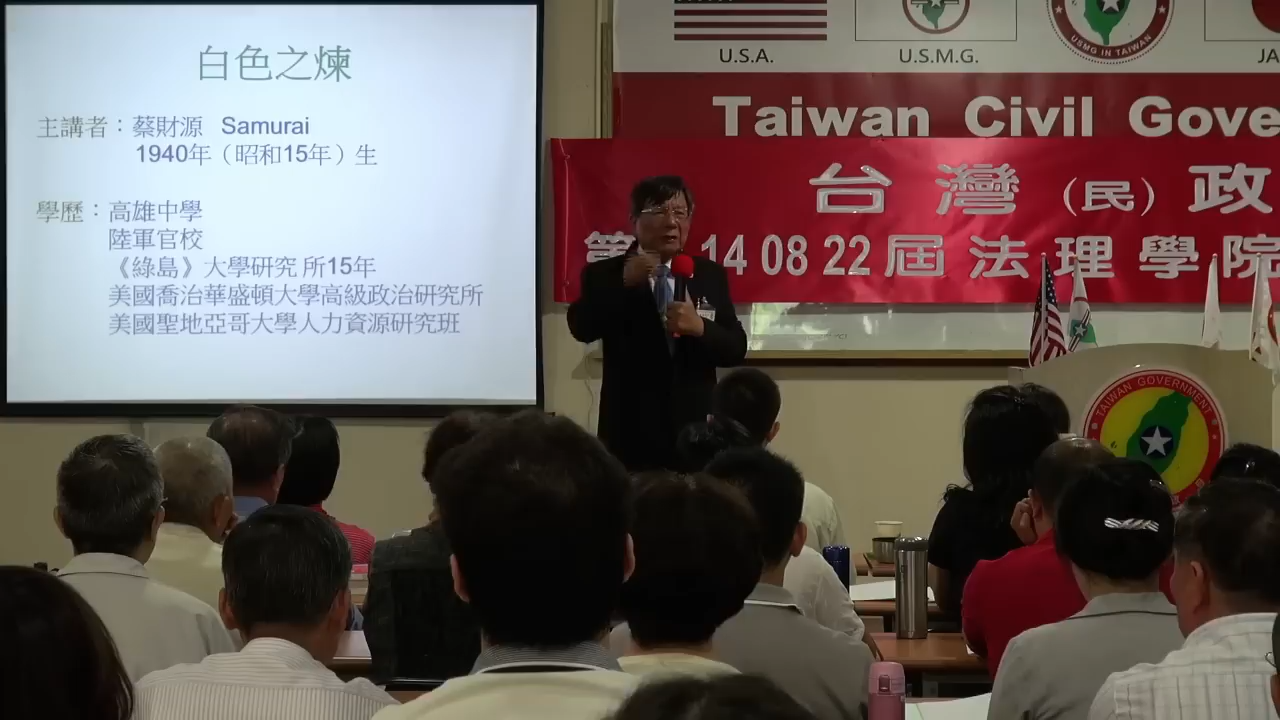 白色之煉
主講者：蔡財源 Samurai
1940年（昭和15年）生
學歷：高雄中學
陸軍官校
《綠島》大學研究 所15年
美國喬治華盛頓大學高級政治研究所
美國聖地亞哥大學人力資源研究班
U.S.A.
U.S.M.G.
USMG IN TAIWAN
JA
Taiwan Civil Gove
台灣（民）政
第 14 08 22 屆 法 理 學 院
TAIWAN GOVERNMENT